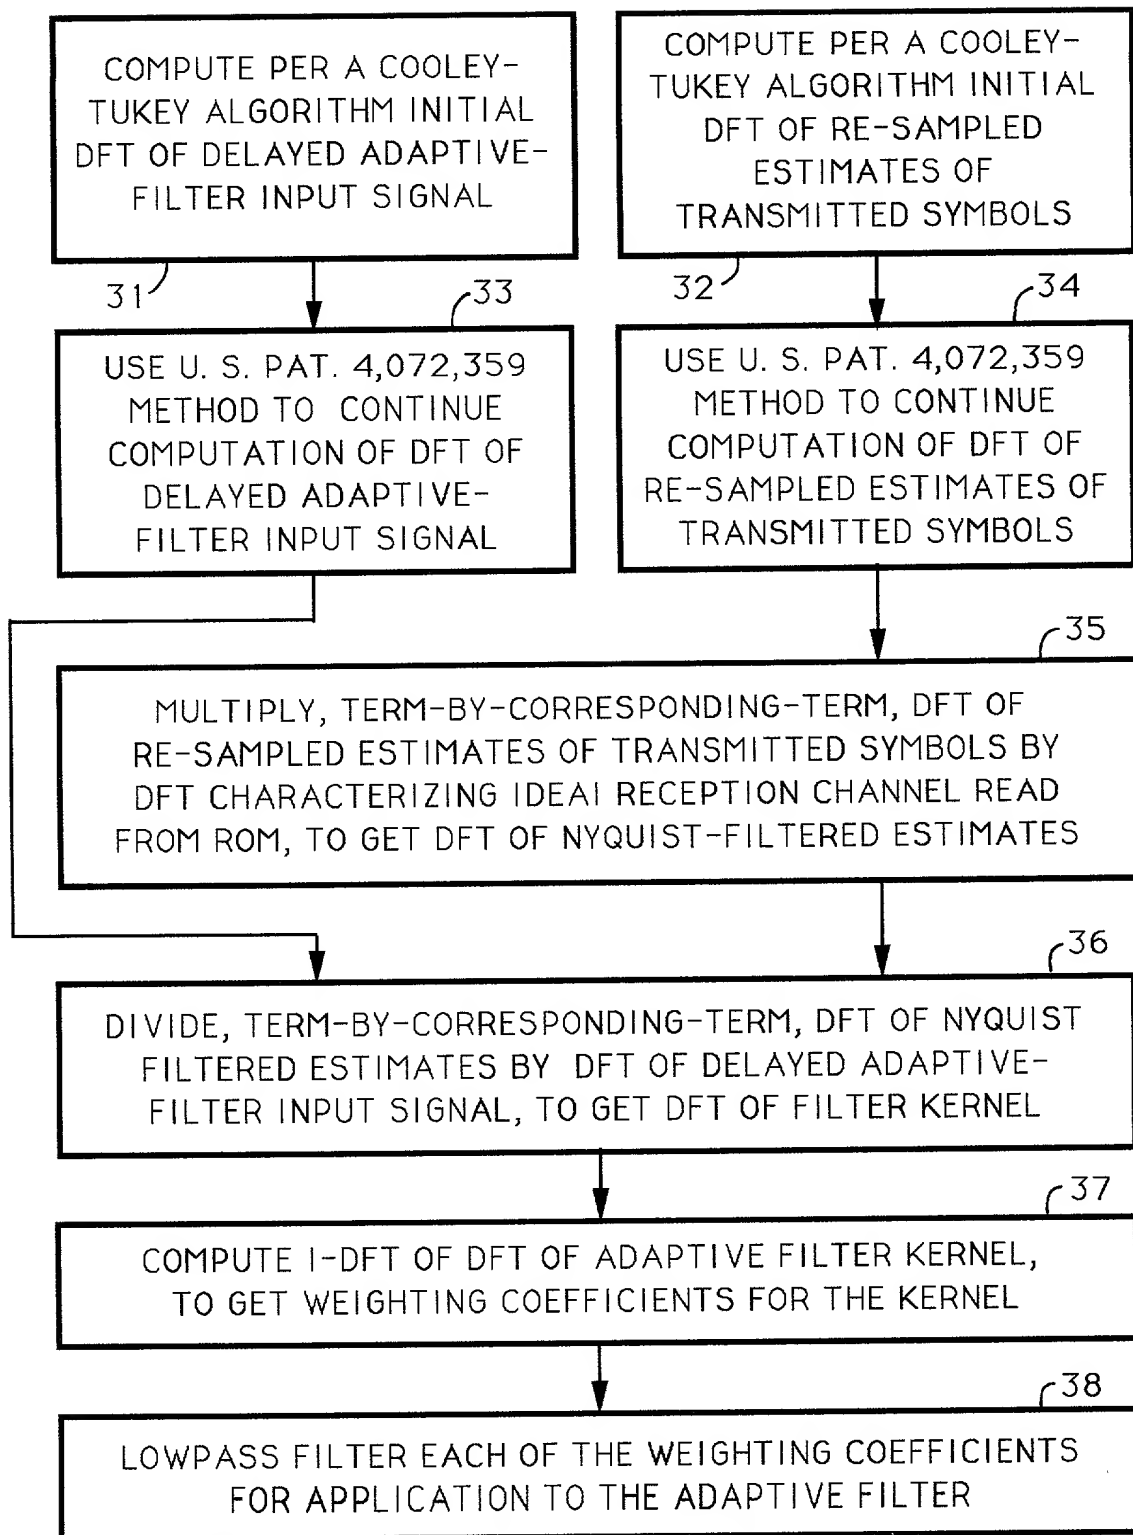 COMPUTE PER A COOLEY-
TUKEY ALGORITHM INITIAL
DFT OF DELAYED ADAPTIVE-
FILTER INPUT SIGNAL
31
COMPUTE PER A COOLEY-
TUKEY ALGORITHM INITIAL
DFT OF RE-SAMPLED
ESTIMATES OF
TRANSMITTED SYMBOLS
32
33
USE U. S. PAT. 4,072,359
METHOD TO CONTINUE
COMPUTATION OF DFT OF
DELAYED ADAPTIVE-
FILTER INPUT SIGNAL
34
USE U. S. PAT. 4,072,359
METHOD TO CONTINUE
COMPUTATION OF DFT OF
RE-SAMPLED ESTIMATES OF
TRANSMITTED SYMBOLS
35
MULTIPLY, TERM-BY-CORRESPONDING-TERM, DFT OF
RE-SAMPLED ESTIMATES OF TRANSMITTED SYMBOLS BY
DFT CHARACTERIZING IDEAl RECEPTION CHANNEL READ
FROM ROM, TO GET DFT OF NYQUIST-FILTERED ESTIMATES
36
DIVIDE, TERM-BY-CORRESPONDING-TERM, DFT OF NYQUIST
FILTERED ESTIMATES BY DFT OF DELAYED ADAPTIVE-
FILTER INPUT SIGNAL, TO GET DFT OF FILTER KERNEL
37
COMPUTE I-DFT OF DFT OF ADAPTIVE FILTER KERNEL,
TO GET WEIGHTING COEFFICIENTS FOR THE KERNEL
38
LOWPASS FILTER EACH OF THE WEIGHTING COEFFICIENTS
FOR APPLICATION TO THE ADAPTIVE FILTER